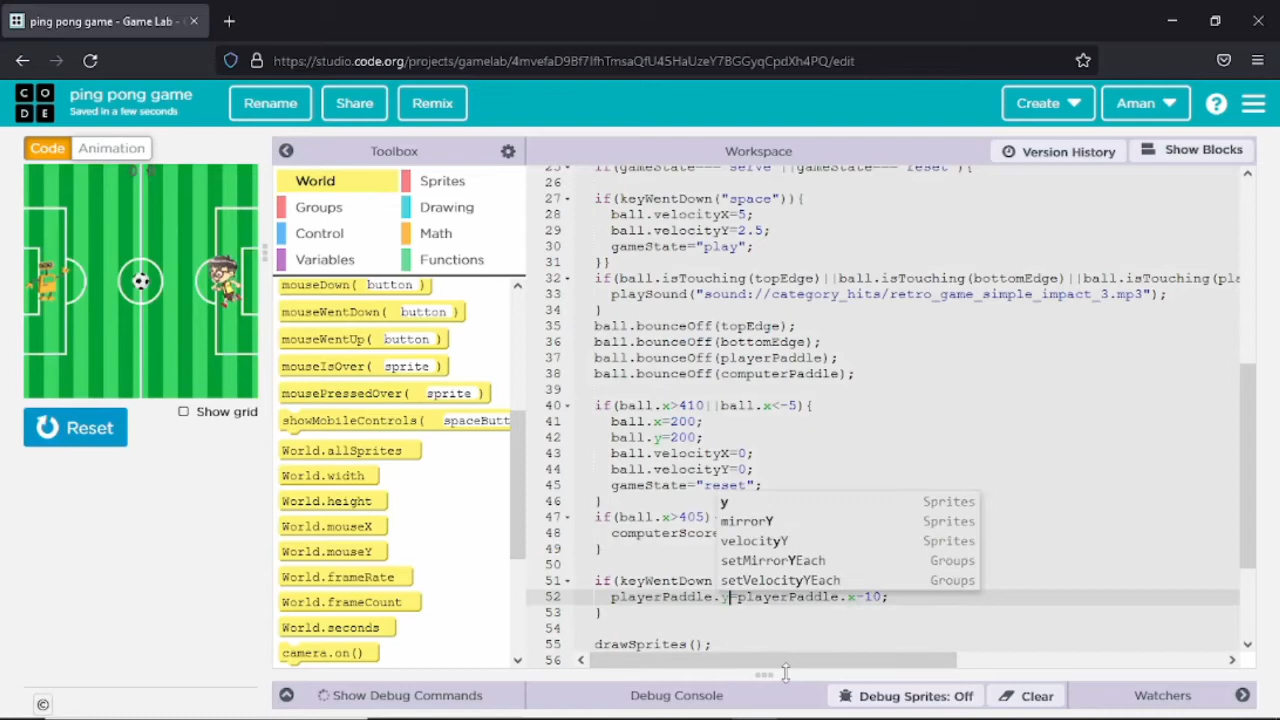 ping pong game - Game Lab -
https://studio.code.org/projects/gamelab/4mvefaD9Bf7IfhTmsaQfU45HaUzeY7BGGyqCpdXh4PQ/edit
C O
D E
ping pong game
Saved in a few seconds
Rename
Share
Remix
Create
Aman
?
Code
Animation
Toolbox
Workspace
Version History
Show Blocks
World
Sprites
Groups
Drawing
Control
Math
Variables
Functions
mouseDown( button )
mouseWentDown( button )
mouseWentUp( button )
mouseIsOver( sprite )
mousePressedOver( sprite )
showMobileControls( spaceButt
World.allSprites
World.width
World.height
World.mouseX
World.mouseY
World.frameRate
World.frameCount
World.seconds
camera.on()
Reset
Show grid
25 if(gameState==="serve"||gameState==="reset"){
26
27 if(keyWentDown("space")){
28 ball.velocityX=5;
29 ball.velocityY=2.5;
30 gameState="play";
31 }}
32 if(ball.isTouching(topEdge)||ball.isTouching(bottomEdge)||ball.isTouching(pla
33 playSound("sound://category_hits/retro_game_simple_impact_3.mp3");
34 }
35 ball.bounceOff(topEdge);
36 ball.bounceOff(bottomEdge);
37 ball.bounceOff(playerPaddle);
38 ball.bounceOff(computerPaddle);
39
40 if(ball.x>410||ball.x<-5){
41 ball.x=200;
42 ball.y=200;
43 ball.velocityX=0;
44 ball.velocityY=0;
45 gameState="reset";
46 }
47 if(ball.x>405)
48 computerScore
49 }
50
51 if(keyWentDown
52 playerPaddle.y=playerPaddle.x-10;
53 }
54
55 drawSprites();
56
y Sprites
mirrorY Sprites
velocityY Sprites
setMirrorYEach Groups
setVelocityYEach Groups
©
Show Debug Commands
Debug Console
Debug Sprites: Off
Clear
Watchers